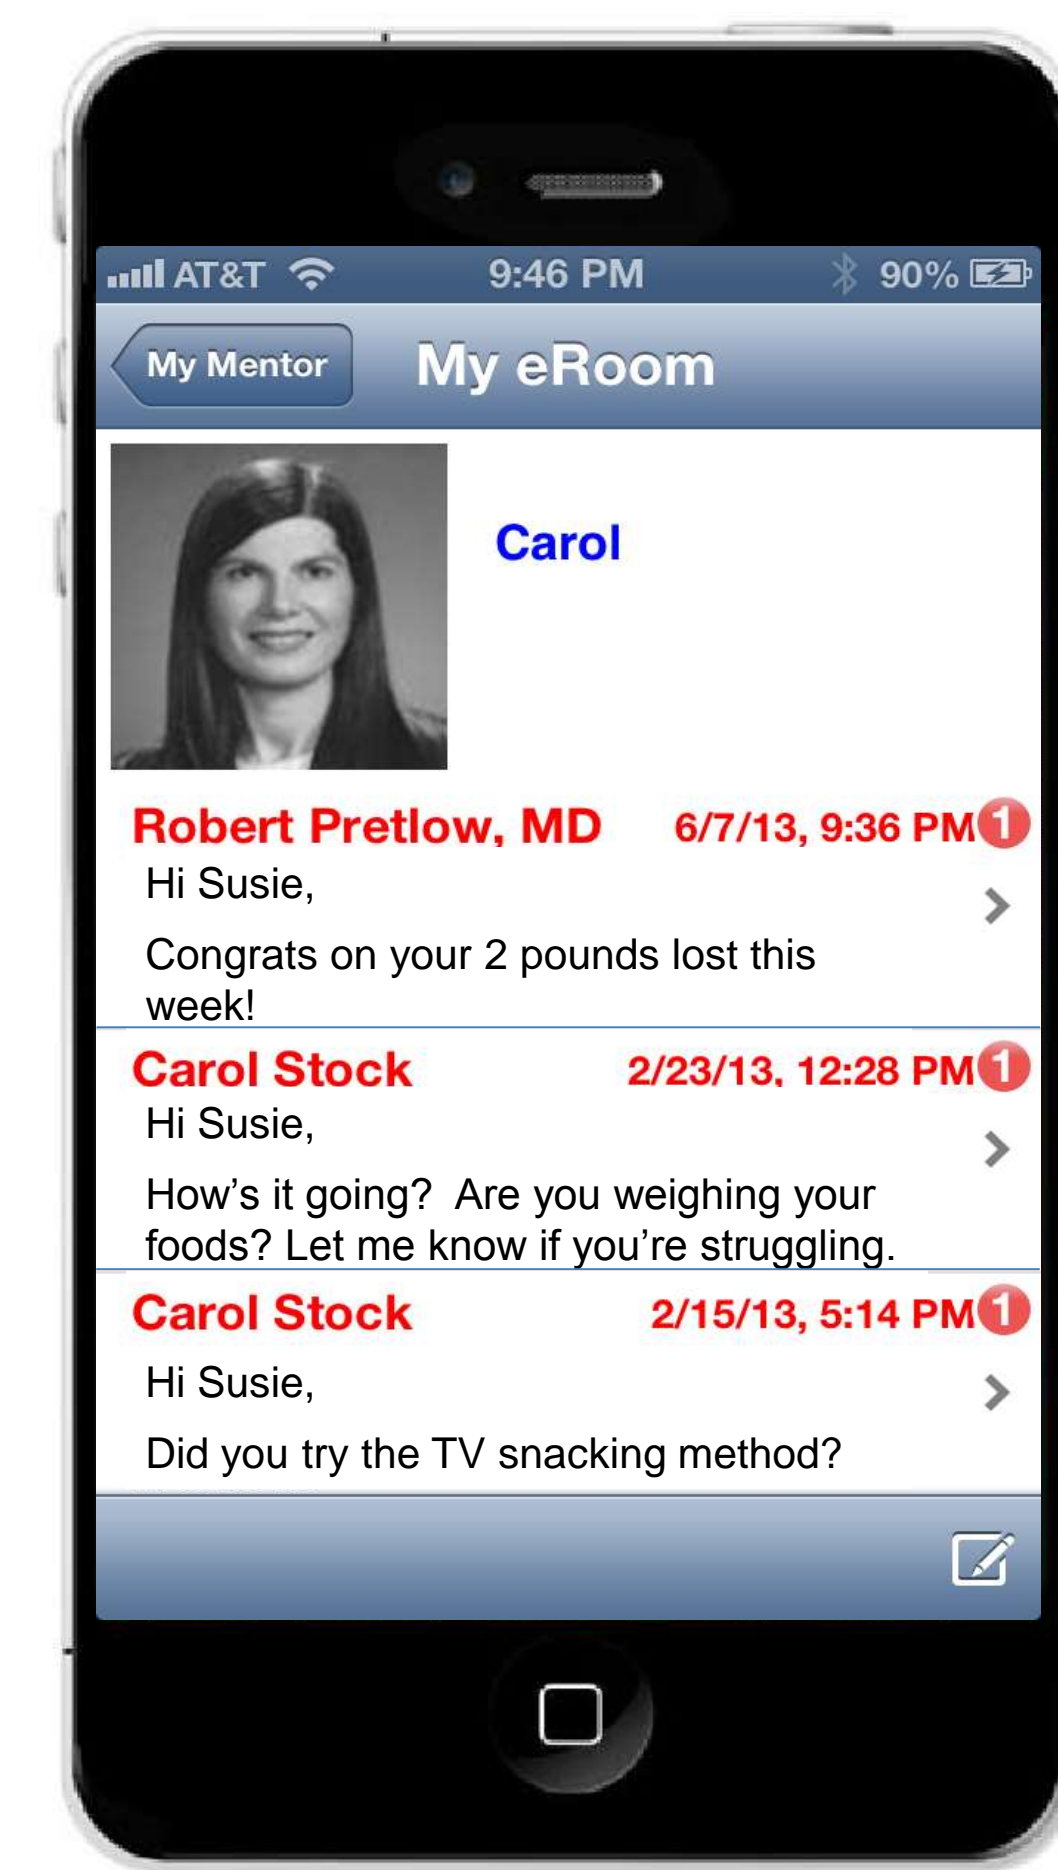 AT&T 9:46 PM 90%
My Mentor My eRoom
Carol
Robert Pretlow, MD 6/7/13, 9:36 PM 1
Hi Susie,
Congrats on your 2 pounds lost this
week!
Carol Stock 2/23/13, 12:28 PM 1
Hi Susie,
How’s it going?  Are you weighing your
foods? Let me know if you’re struggling.
Carol Stock 2/15/13, 5:14 PM 1
Hi Susie,
Did you try the TV snacking method?